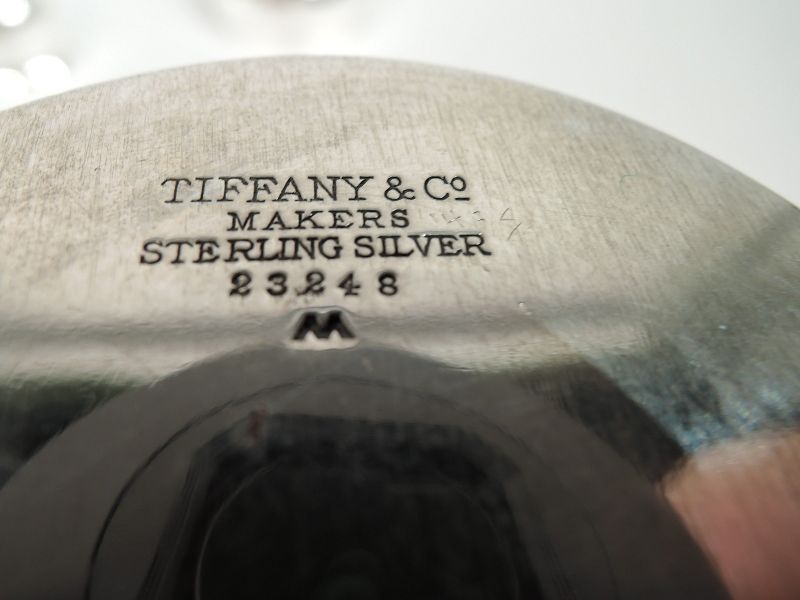 TIFFANY & Cº
MAKERS
STERLING SILVER
23248
M